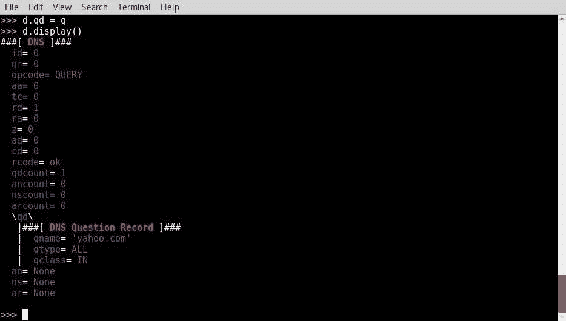 File Edit View Search Terminal Help
>>> d.qd = q
>>> d.display()
###[ DNS ]###
id= 0
qr= 0
opcode= QUERY
aa= 0
tc= 0
rd= 1
ra= 0
z= 0
ad= 0
cd= 0
rcode= ok
qdcount= 1
ancount= 0
nscount= 0
arcount= 0
\qd\
|###[ DNS Question Record ]###
| qname= 'yahoo.com'
| qtype= ALL
| qclass= IN
an= None
ns= None
ar= None
>>>